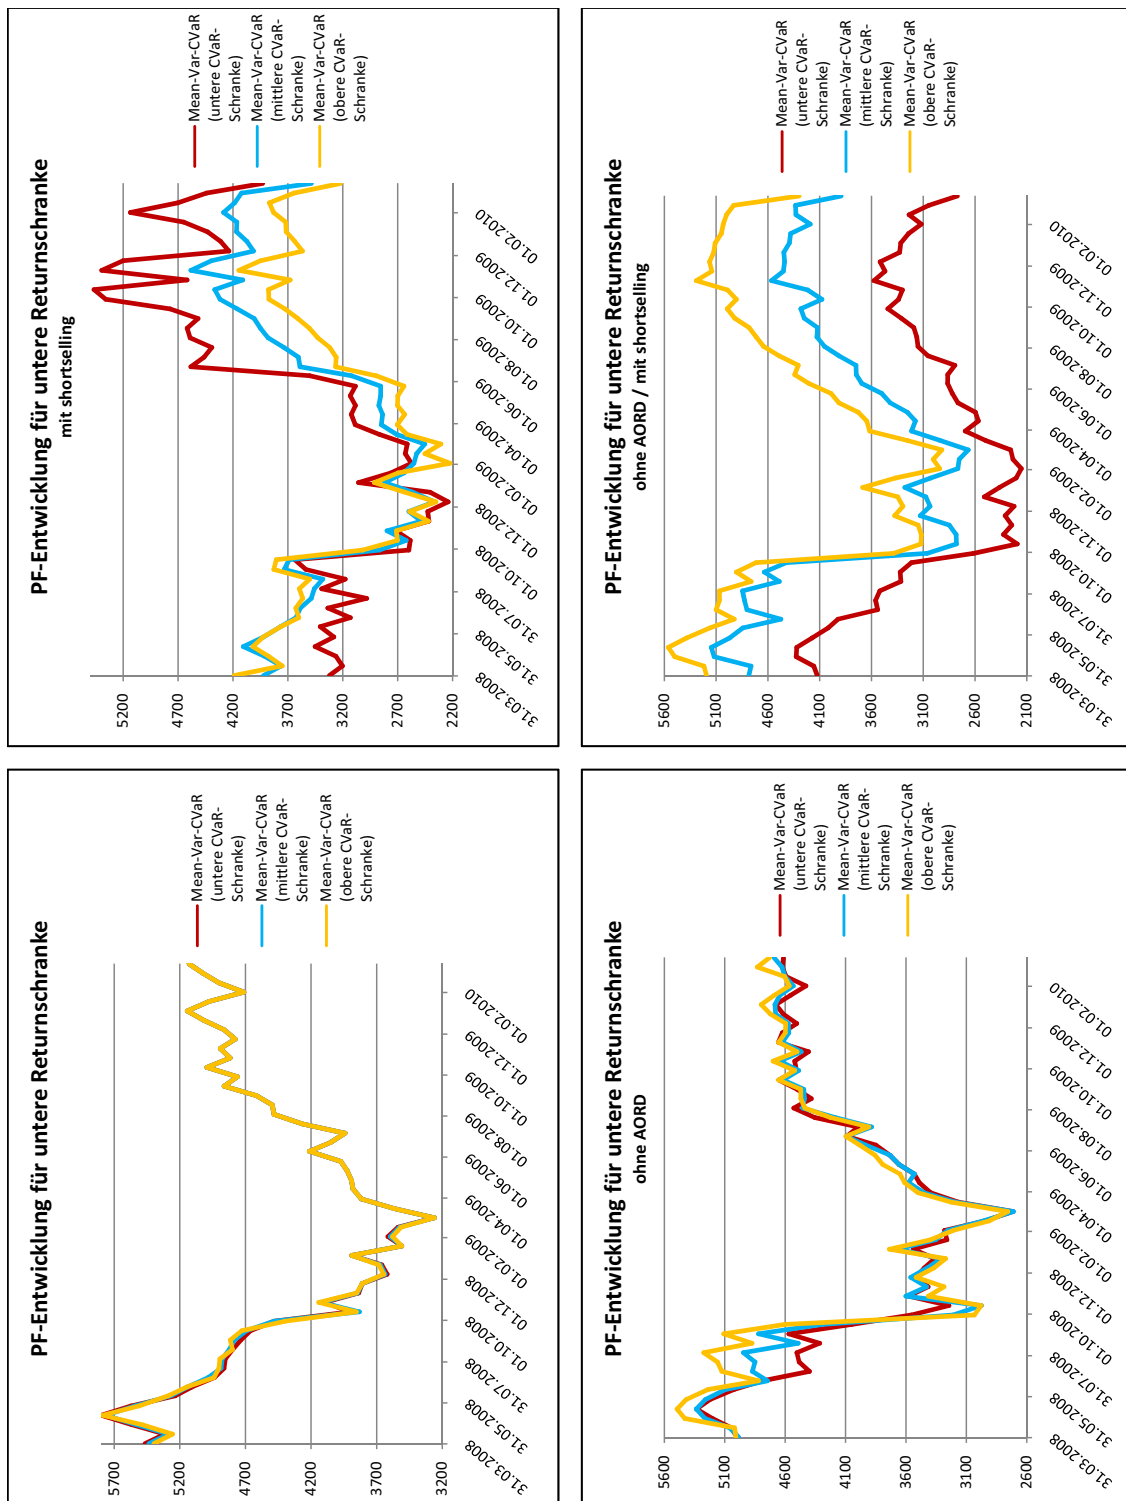 PF-Entwicklung für untere Returnschranke
5700
5200
4700
4200
3700
3200
31.03.2008
31.05.2008
31.07.2008
01.10.2008
01.12.2008
01.02.2009
01.04.2009
01.06.2009
01.08.2009
01.10.2009
01.12.2009
01.02.2010
Mean-Var-CVaR
(untere CVaR-
Schranke)
Mean-Var-CVaR
(mittlere CVaR-
Schranke)
Mean-Var-CVaR
(obere CVaR-
Schranke)
PF-Entwicklung für untere Returnschranke
mit shortselling
5200
4700
4200
3700
3200
2700
2200
31.03.2008
31.05.2008
31.07.2008
01.10.2008
01.12.2008
01.02.2009
01.04.2009
01.06.2009
01.08.2009
01.10.2009
01.12.2009
01.02.2010
Mean-Var-CVaR
(untere CVaR-
Schranke)
Mean-Var-CVaR
(mittlere CVaR-
Schranke)
Mean-Var-CVaR
(obere CVaR-
Schranke)
PF-Entwicklung für untere Returnschranke
ohne AORD
5600
5100
4600
4100
3600
3100
2600
31.03.2008
31.05.2008
31.07.2008
01.10.2008
01.12.2008
01.02.2009
01.04.2009
01.06.2009
01.08.2009
01.10.2009
01.12.2009
01.02.2010
Mean-Var-CVaR
(untere CVaR-
Schranke)
Mean-Var-CVaR
(mittlere CVaR-
Schranke)
Mean-Var-CVaR
(obere CVaR-
Schranke)
PF-Entwicklung für untere Returnschranke
ohne AORD / mit shortselling
5600
5100
4600
4100
3600
3100
2600
2100
31.03.2008
31.05.2008
31.07.2008
01.10.2008
01.12.2008
01.02.2009
01.04.2009
01.06.2009
01.08.2009
01.10.2009
01.12.2009
01.02.2010
Mean-Var-CVaR
(untere CVaR-
Schranke)
Mean-Var-CVaR
(mittlere CVaR-
Schranke)
Mean-Var-CVaR
(obere CVaR-
Schranke)